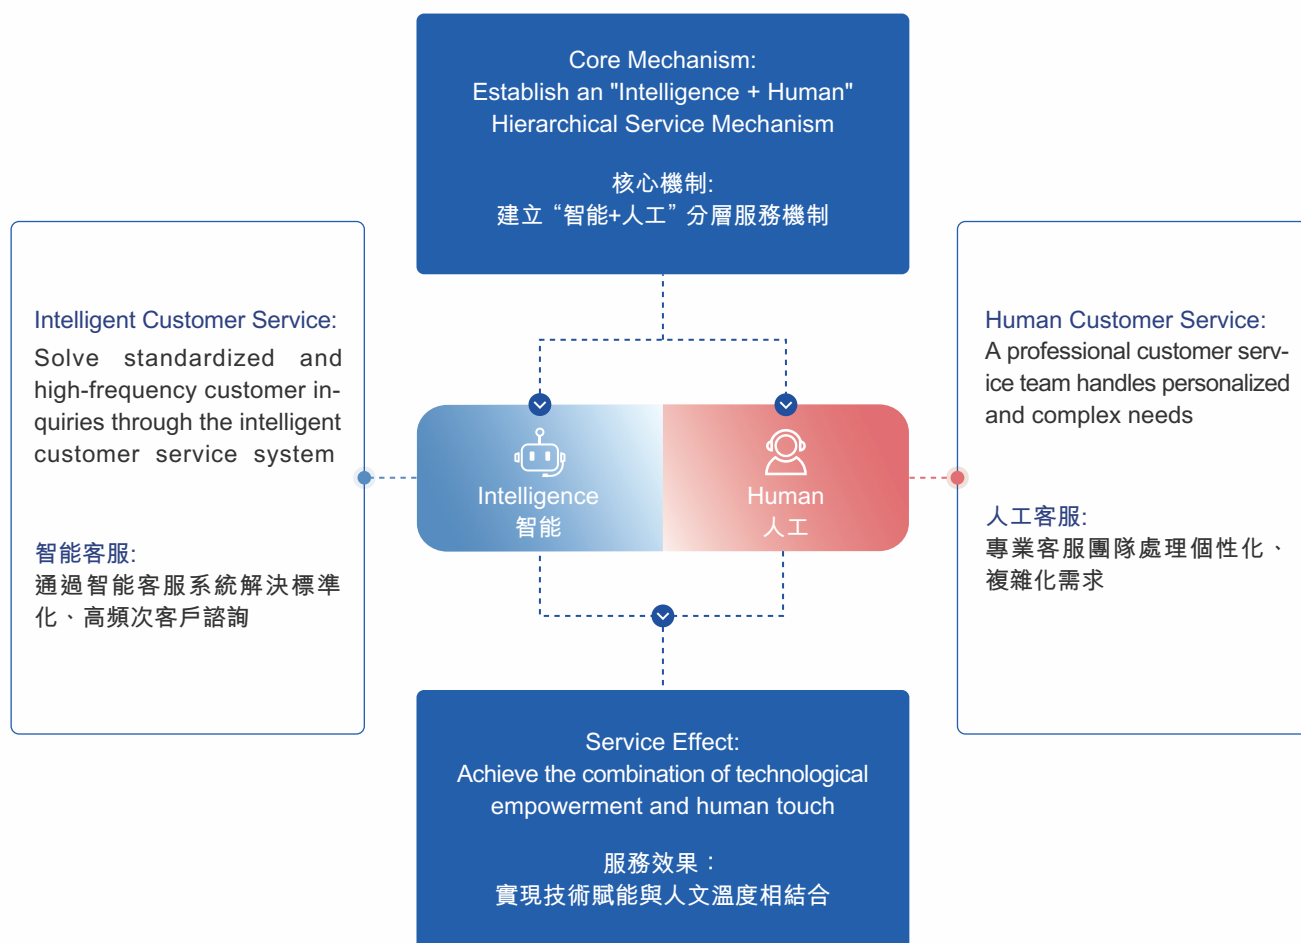 Core Mechanism:
Establish an "Intelligence + Human"
Hierarchical Service Mechanism
核心機制:
建立“智能+人工”分層服務機制
Intelligent Customer Service:
Solve standardized and
high-frequency customer in-
quiries through the intelligent
customer service system
智能客服:
通過智能客服系統解決標準
化、高頻次客戶諮詢
Intelligence
智能
Human
人工
Human Customer Service:
A professional customer serv-
ice team handles personalized
and complex needs
人工客服:
專業客服團隊處理個性化、
複雜化需求
Service Effect:
Achieve the combination of technological
empowerment and human touch
服務效果：
實現技術賦能與人文溫度相結合